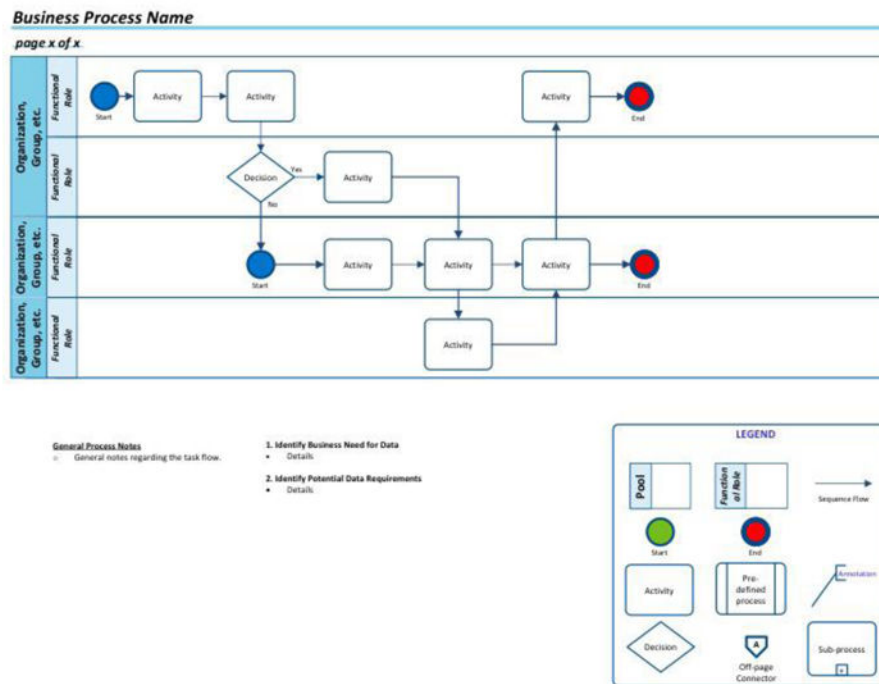 Business Process Name
page x of x
Organization,
Group, etc.
Functional
Role
Start
Activity
Activity
Activity
End
Functional
Role
Decision
Yes
No
Activity
Organization,
Group, etc.
Functional
Role
Start
Activity
Activity
Activity
End
Organization,
Group, etc.
Functional
Role
Activity
General Process Notes
○ General notes regarding the task flow.
1. Identify Business Need for Data
• Details
2. Identify Potential Data Requirements
• Details
LEGEND
Pool
Function
al Role
Sequence Flow
Start
End
Activity
Pre-
defined
process
Annotation
Decision
A
Off-page
Connector
Sub-process
+